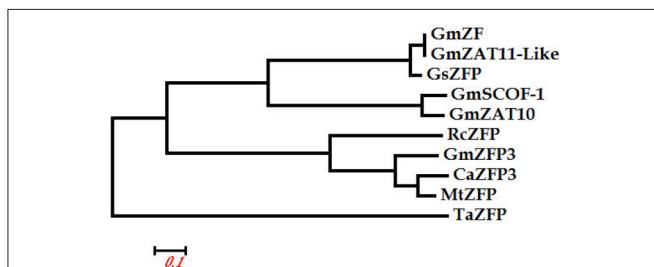 GmZF
GmZAT11-Like
GsZFP
GmSCOF-1
GmZAT10
RcZFP
GmZFP3
CaZFP3
MtZFP
TaZFP
0.1